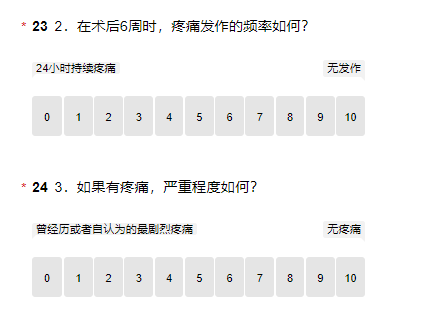 * 23 2．在术后6周时，疼痛发作的频率如何？
24小时持续疼痛 无发作
0 1 2 3 4 5 6 7 8 9 10
* 24 3．如果有疼痛，严重程度如何？
曾经历或者自认为的最剧烈疼痛 无疼痛
0 1 2 3 4 5 6 7 8 9 10